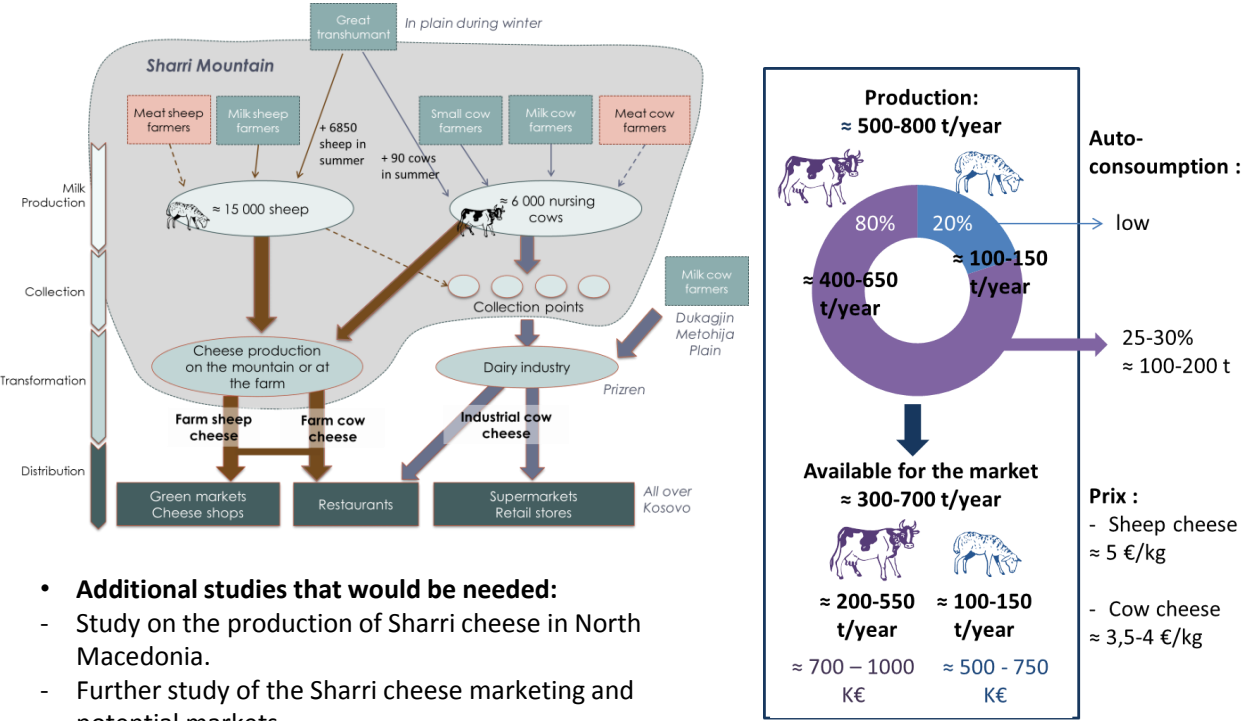 Great
transhumant
In plain during winter
Sharri Mountain
Meat sheep
farmers
Milk sheep
farmers
+ 6850
sheep in
summer
+ 90 cows
in summer
Small cow
farmers
Milk cow
farmers
Meat cow
farmers
Milk
Production
≈ 15 000 sheep
≈ 6 000 nursing
cows
Collection
Collection points
Milk cow
farmers
Dukagjin
Metohija
Plain
Transformation
Cheese production
on the mountain or at
the farm
Dairy industry
Prizren
Farm sheep
cheese
Farm cow
cheese
Industrial cow
cheese
Distribution
Green markets
Cheese shops
Restaurants
Supermarkets
Retail stores
All over
Kosovo
• Additional studies that would be needed:
- Study on the production of Sharri cheese in North
Macedonia.
- Further study of the Sharri cheese marketing and
potential markets
Production:
≈ 500-800 t/year
80%
20%
≈ 400-650
t/year
≈ 100-150
t/year
Auto-
consoumption :
low
25-30%
≈ 100-200 t
Available for the market
≈ 300-700 t/year
≈ 200-550
t/year
≈ 100-150
t/year
≈ 700 – 1000
K€
≈ 500 - 750
K€
Prix :
- Sheep cheese
≈ 5 €/kg
- Cow cheese
≈ 3,5-4 €/kg